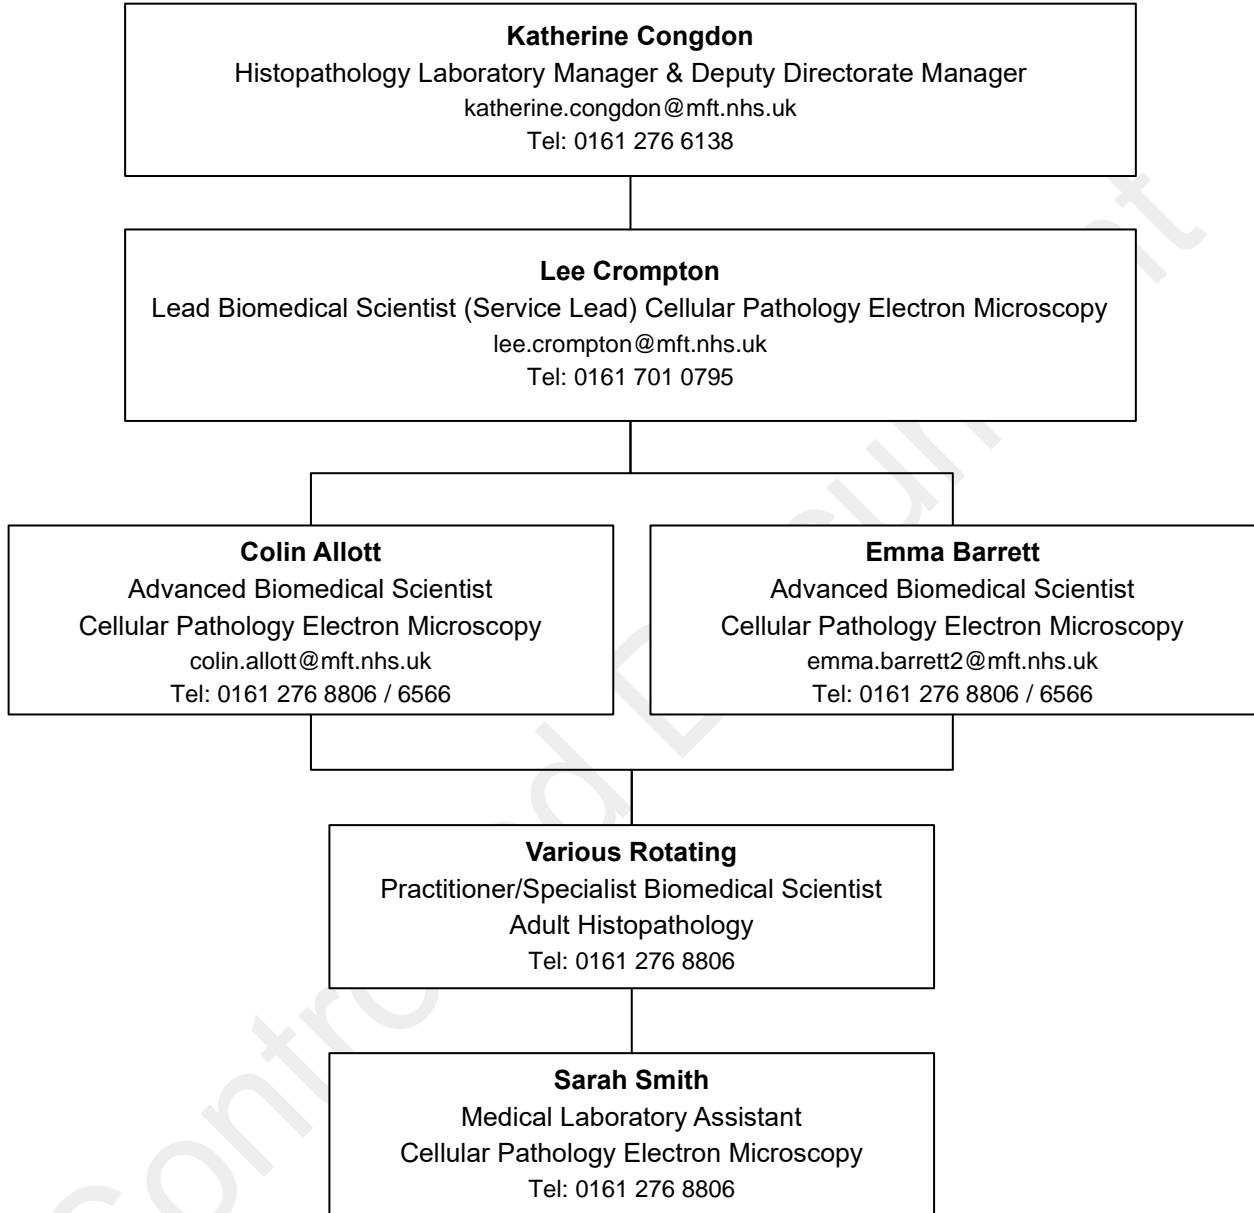 Katherine Congdon
Histopathology Laboratory Manager & Deputy Directorate Manager
katherine.congdon@mft.nhs.uk
Tel: 0161 276 6138
Lee Crompton
Lead Biomedical Scientist (Service Lead) Cellular Pathology Electron Microscopy
lee.crompton@mft.nhs.uk
Tel: 0161 701 0795
Colin Allott
Advanced Biomedical Scientist
Cellular Pathology Electron Microscopy
colin.allott@mft.nhs.uk
Tel: 0161 276 8806 / 6566
Emma Barrett
Advanced Biomedical Scientist
Cellular Pathology Electron Microscopy
emma.barrett2@mft.nhs.uk
Tel: 0161 276 8806 / 6566
Various Rotating
Practitioner/Specialist Biomedical Scientist
Adult Histopathology
Tel: 0161 276 8806
Sarah Smith
Medical Laboratory Assistant
Cellular Pathology Electron Microscopy
Tel: 0161 276 8806